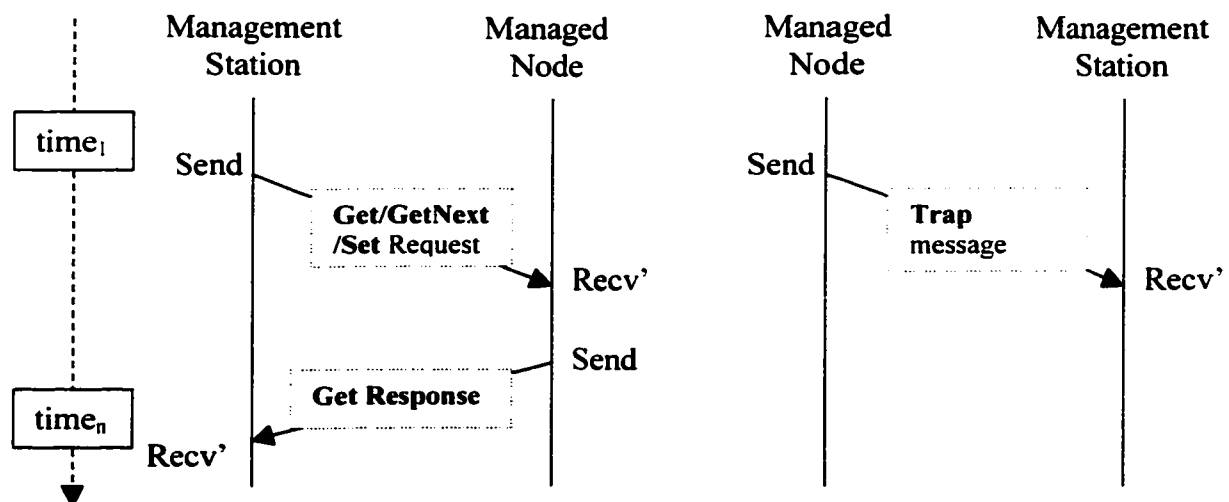 Management
Station
Managed
Node
Managed
Node
Management
Station
time₁
Send
Get/GetNext
/Set Request
Recv’
Send
Get Response
time_n
Recv’
Send
Trap
message
Recv’